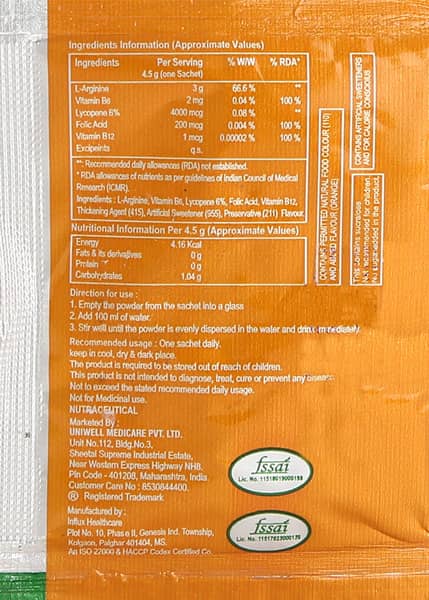 Ingredients Information (Approximate Values)
Ingredients Per Serving % W/W % RDA*
4.5 g (one Sachet)
L-Arginine 3 g 66.6 % **
Vitamin B6 2 mg 0.04 % 100 %
Lycopene 6% 4000 mcg 0.08 % **
Folic Acid 200 mcg 0.004 % 100 %
Vitamin B12 1 mcg 0.00002 % 100 %
Excipeints q.s.
**: Recommended daily allowances (RDA) not established.
* RDA allowances of nutrients as per guidelines of Indian Council of Medical
Research (ICMR).
Ingredients : L-Arginine, Vitamin B6, Lycopene 6%, Folic Acid, Vitamin B12,
Thickening Agent (415), Artificial Sweetener (955), Preservative (211) Flavour.
Nutritional Information Per 4.5 g (Approximate Values)
Energy 4.16 Kcal
Fats & its derivatives 0 g
Protein 0 g
Carbohydrates 1.04 g
CONTAINS PERMITTED NATURAL FOOD COLOUR (110)
AND ADDED FLAVOUR (ORANGE)
CONTAINS ARTIFICIAL SWEETENERS
AND FOR CALORIE CONSCIOUS
This contains sucralose
Not recommended for children.
No sugar added in the product.
Direction for use :
1. Empty the powder from the sachet into a glass
2. Add 100 ml of water.
3. Stir well until the powder is evenly dispersed in the water and drink immediately.
Recommended usage : One sachet daily.
keep in cool, dry & dark place.
The product is required to be stored out of reach of children.
This product is not intended to diagnose, treat, cure or prevent any disease.
Not to exceed the stated recommended daily usage.
Not for Medicinal use.
NUTRACEUTICAL
Marketed By :
UNIWELL MEDICARE PVT. LTD.
Unit No.112, Bldg.No.3,
Sheetal Supreme Industrial Estate,
Near Western Express Highway NH8.
Pin Code - 401208, Maharashtra, India.
Customer Care No : 8530844400.
® Registered Trademark
fssai
Lic. No. 11518019000198
Manufactured by :
Influx Healthcare
Plot No. 10, Phase II, Genesis Ind. Township,
Kolgaon, Palghar 401404, MS.
An ISO 22000 & HACCP Codex Certified Co.
fssai